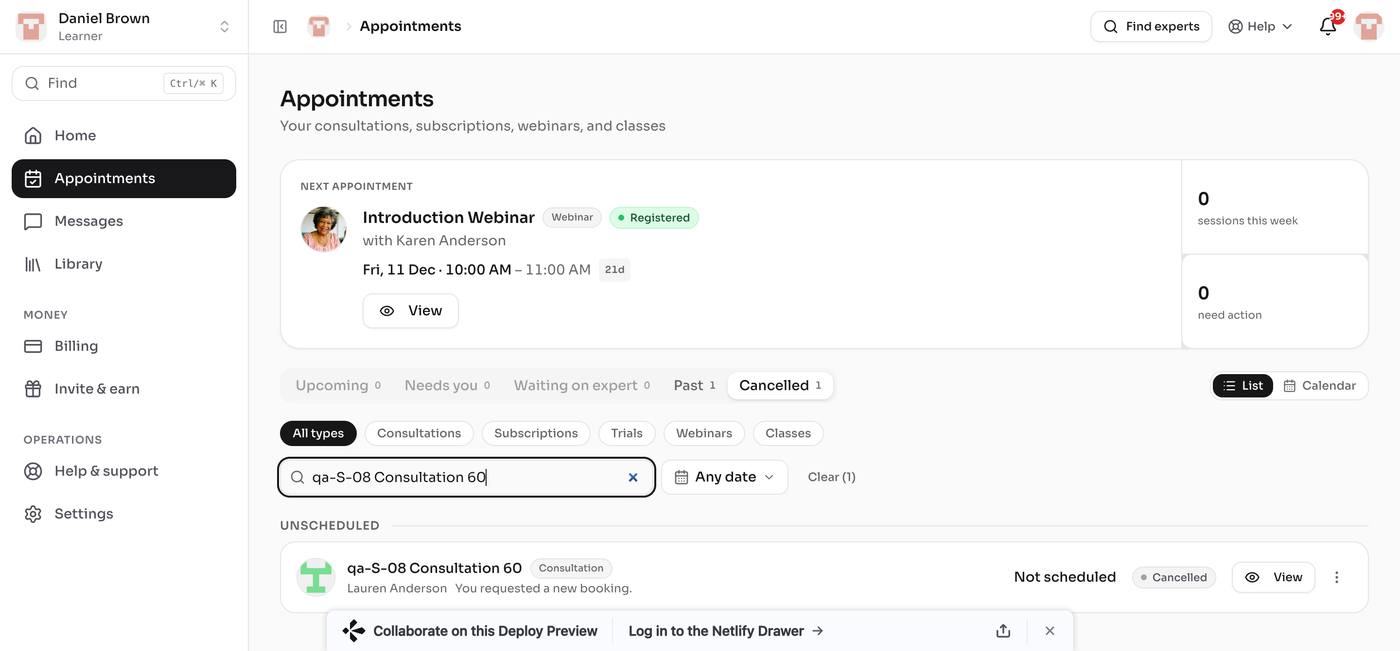 Daniel Brown
Learner
Appointments
Find experts
Help
99+
Find
Ctrl/⌘ K
Home
Appointments
Messages
Library
MONEY
Billing
Invite & earn
OPERATIONS
Help & support
Settings
Appointments
Your consultations, subscriptions, webinars, and classes
NEXT APPOINTMENT
Introduction Webinar Webinar Registered
with Karen Anderson
Fri, 11 Dec · 10:00 AM – 11:00 AM 21d
View
0
sessions this week
0
need action
Upcoming 0 Needs you 0 Waiting on expert 0 Past 1 Cancelled 1
List Calendar
All types Consultations Subscriptions Trials Webinars Classes
qa-S-08 Consultation 60
Any date
Clear (1)
UNSCHEDULED
qa-S-08 Consultation 60 Consultation
Lauren Anderson You requested a new booking.
Not scheduled Cancelled View
Collaborate on this Deploy Preview
Log in to the Netlify Drawer →